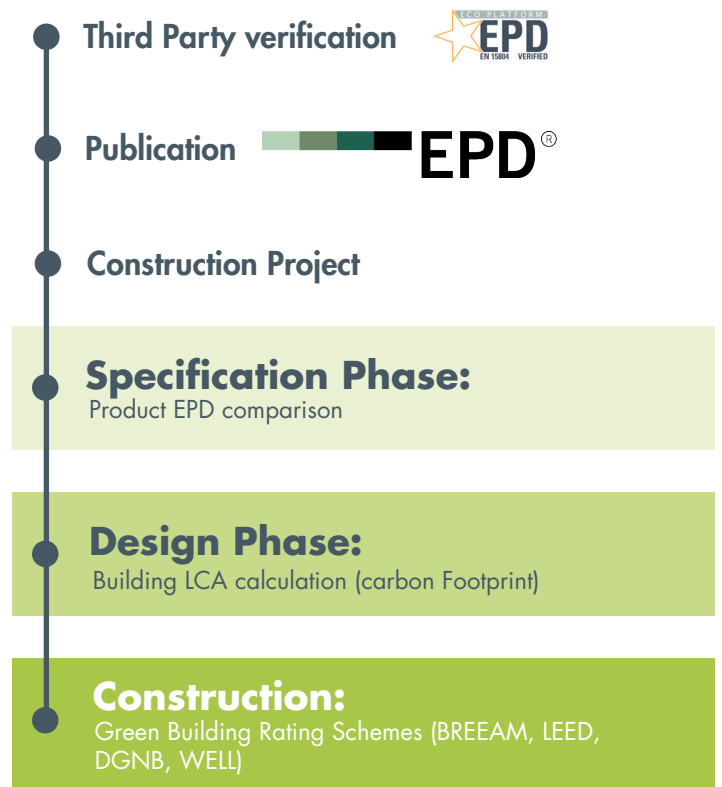 Third Party verification
ECO PLATFORM
EPD
EN 15804 VERIFIED
Publication
EPD®
Construction Project
Specification Phase:
Product EPD comparison
Design Phase:
Building LCA calculation (carbon Footprint)
Construction:
Green Building Rating Schemes (BREEAM, LEED,
DGNB, WELL)